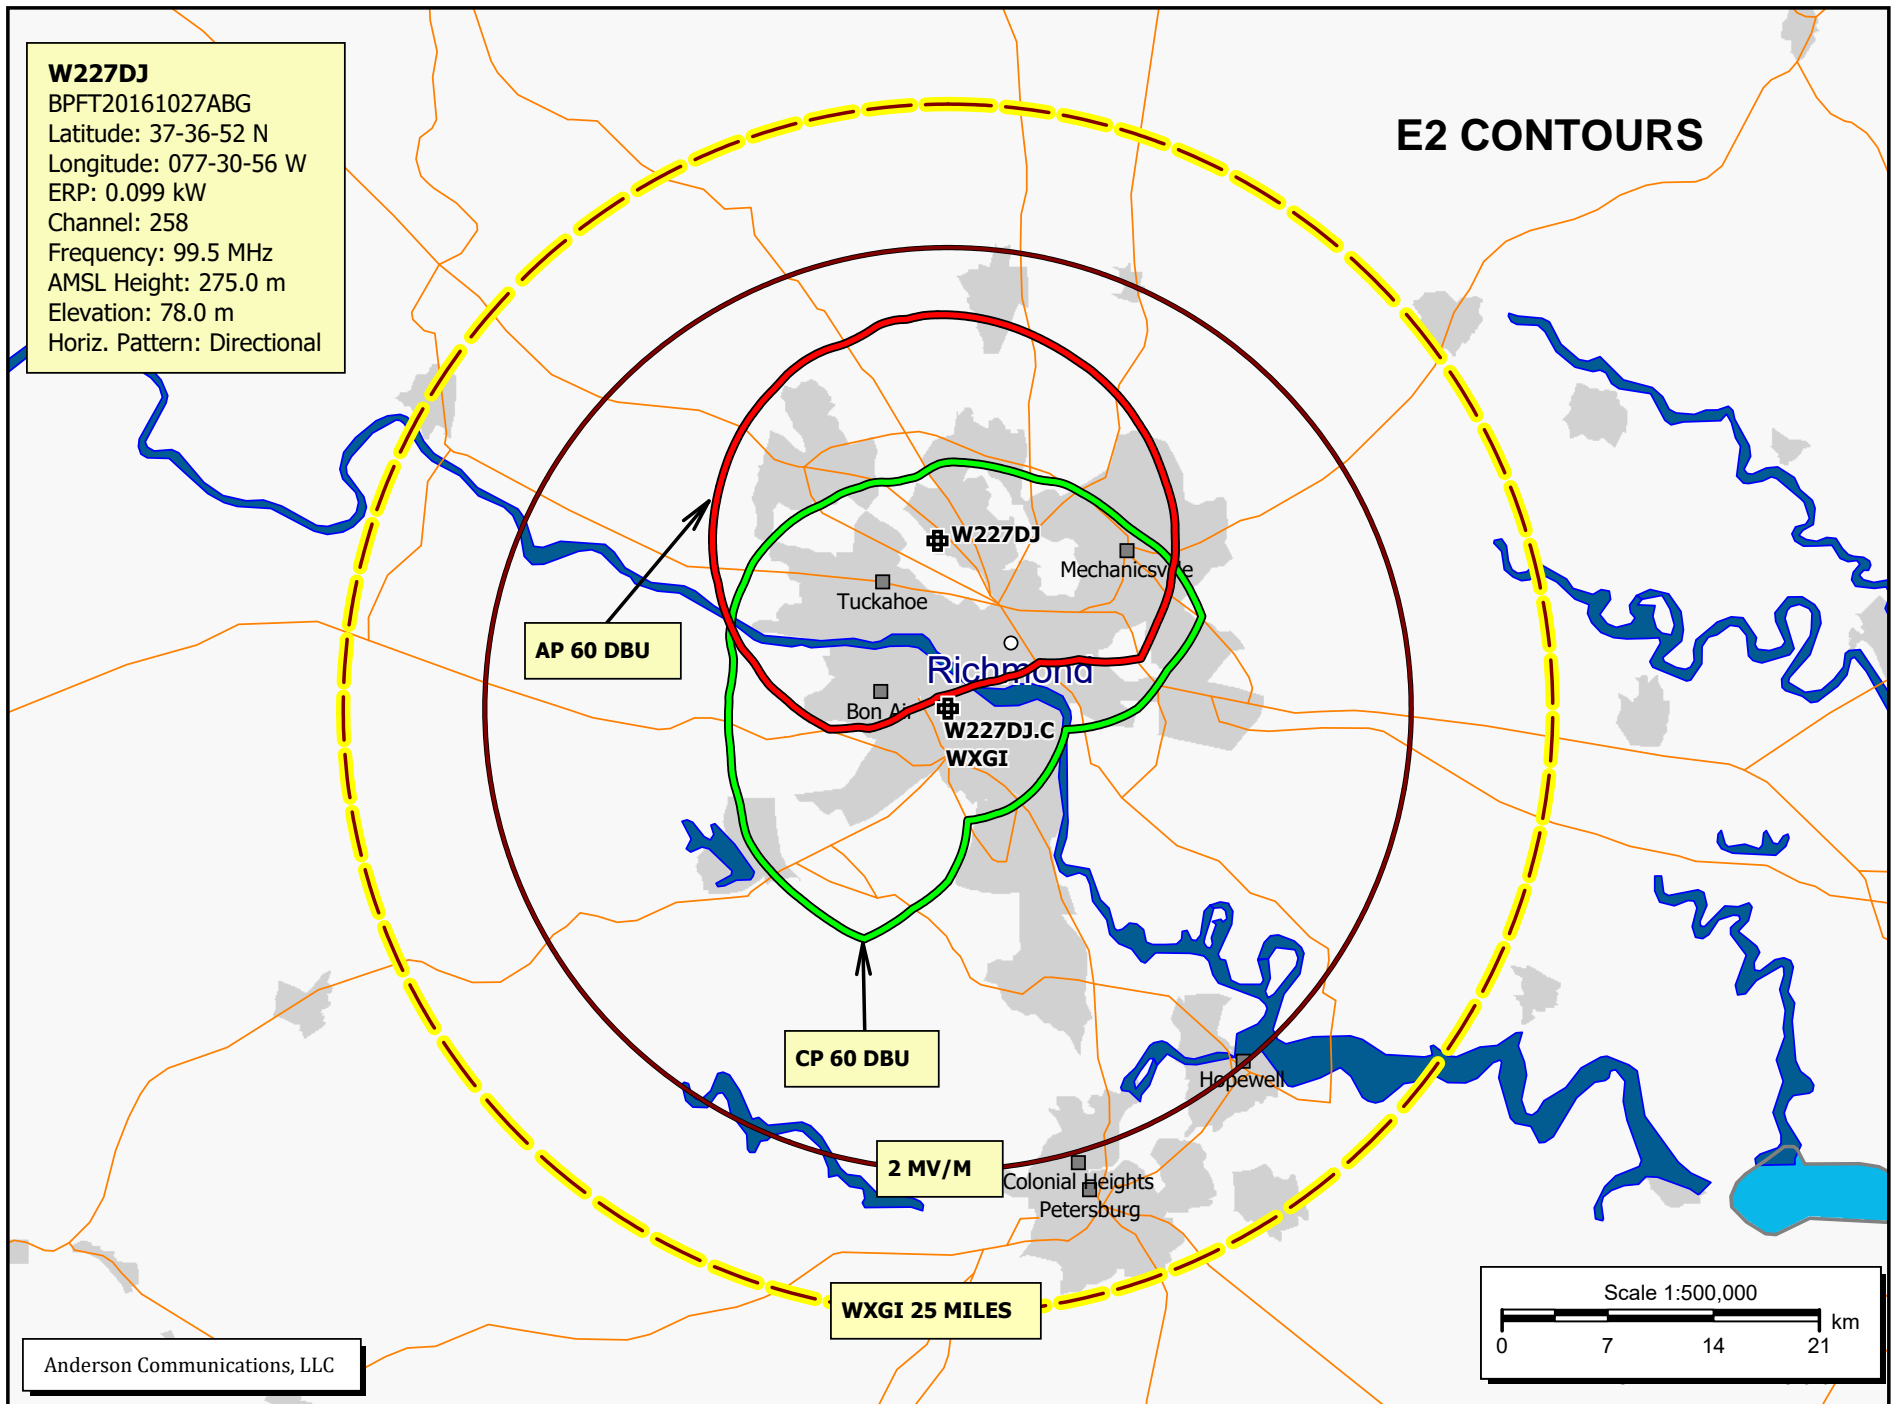 W227DJ
BPFT20161027ABG
Latitude: 37-36-52 N
Longitude: 077-30-56 W
ERP: 0.099 kW
Channel: 258
Frequency: 99.5 MHz
AMSL Height: 275.0 m
Elevation: 78.0 m
Horiz. Pattern: Directional
E2 CONTOURS
W227DJ
Mechanicsville
Tuckahoe
AP 60 DBU
Richmond
Bon Air
W227DJ.C
WXGI
CP 60 DBU
Hopewell
2 MV/M
Colonial Heights
Petersburg
WXGI 25 MILES
Scale 1:500,000
km
0 7 14 21
Anderson Communications, LLC